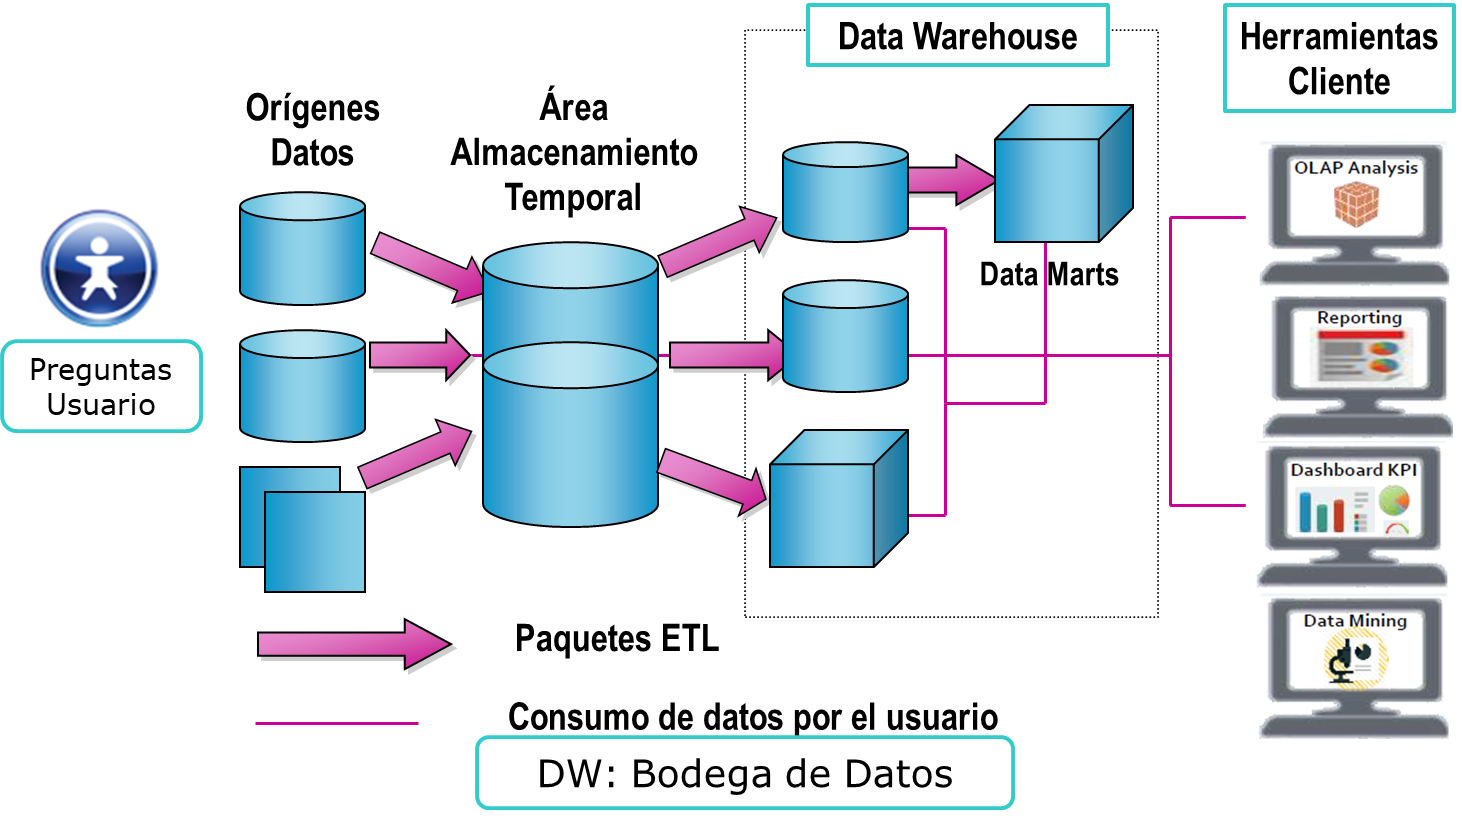 Data Warehouse
Herramientas
Cliente
Orígenes
Datos
Área
Almacenamiento
Temporal
OLAP Analysis
Data Marts
Reporting
Preguntas
Usuario
Dashboard KPI
Data Mining
Paquetes ETL
Consumo de datos por el usuario
DW: Bodega de Datos